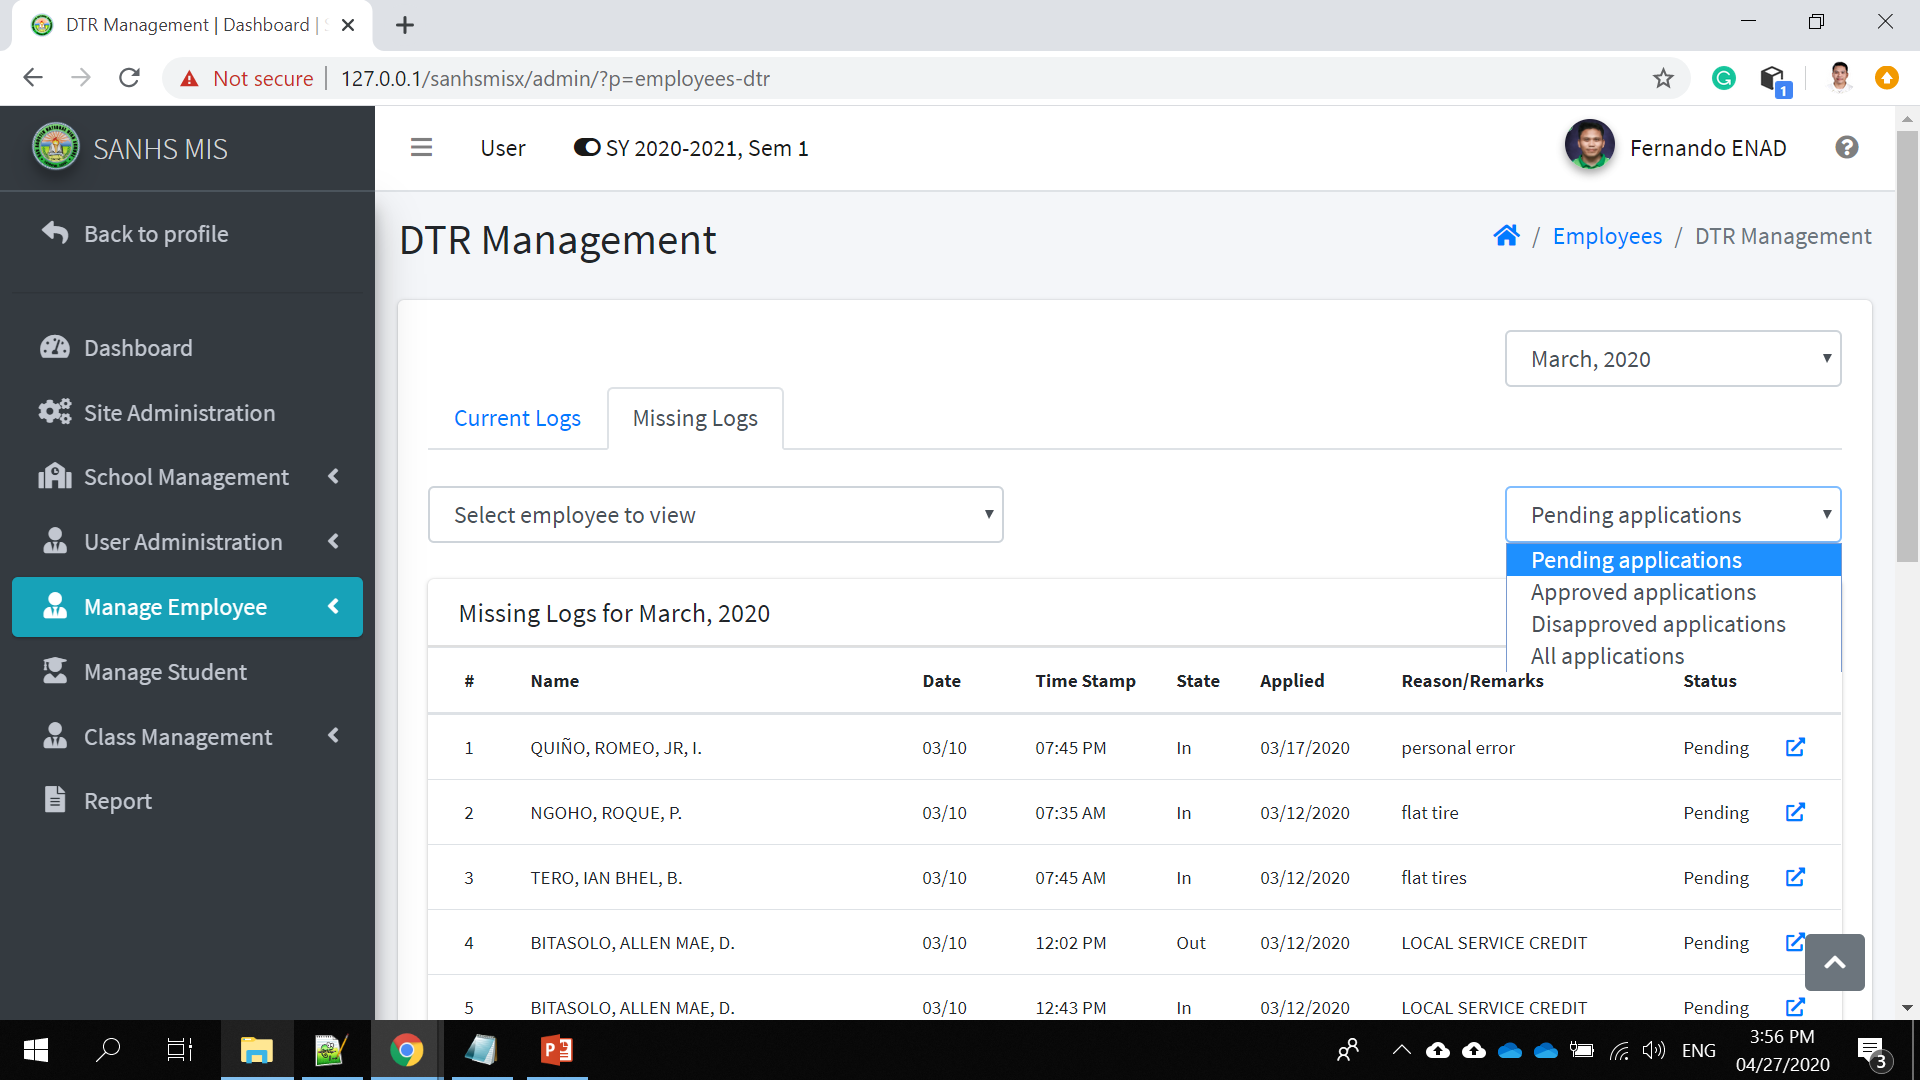 DTR Management | Dashboard |
Not secure 127.0.0.1/sanhsmisx/admin/?p=employees-dtr
1
SANHS MIS
User
SY 2020-2021, Sem 1
Fernando ENAD
Back to profile
Dashboard
Site Administration
School Management
User Administration
Manage Employee
Manage Student
Class Management
Report
DTR Management
/ Employees / DTR Management
March, 2020
Current Logs
Missing Logs
Select employee to view
Pending applications
Pending applications
Approved applications
Disapproved applications
All applications
Missing Logs for March, 2020
# Name Date Time Stamp State Applied Reason/Remarks Status
1 QUIÑO, ROMEO, JR, I. 03/10 07:45 PM In 03/17/2020 personal error Pending
2 NGOHO, ROQUE, P. 03/10 07:35 AM In 03/12/2020 flat tire Pending
3 TERO, IAN BHEL, B. 03/10 07:45 AM In 03/12/2020 flat tires Pending
4 BITASOLO, ALLEN MAE, D. 03/10 12:02 PM Out 03/12/2020 LOCAL SERVICE CREDIT Pending
5 BITASOLO, ALLEN MAE, D. 03/10 12:43 PM In 03/12/2020 LOCAL SERVICE CREDIT Pending
ENG
3:56 PM
04/27/2020
3